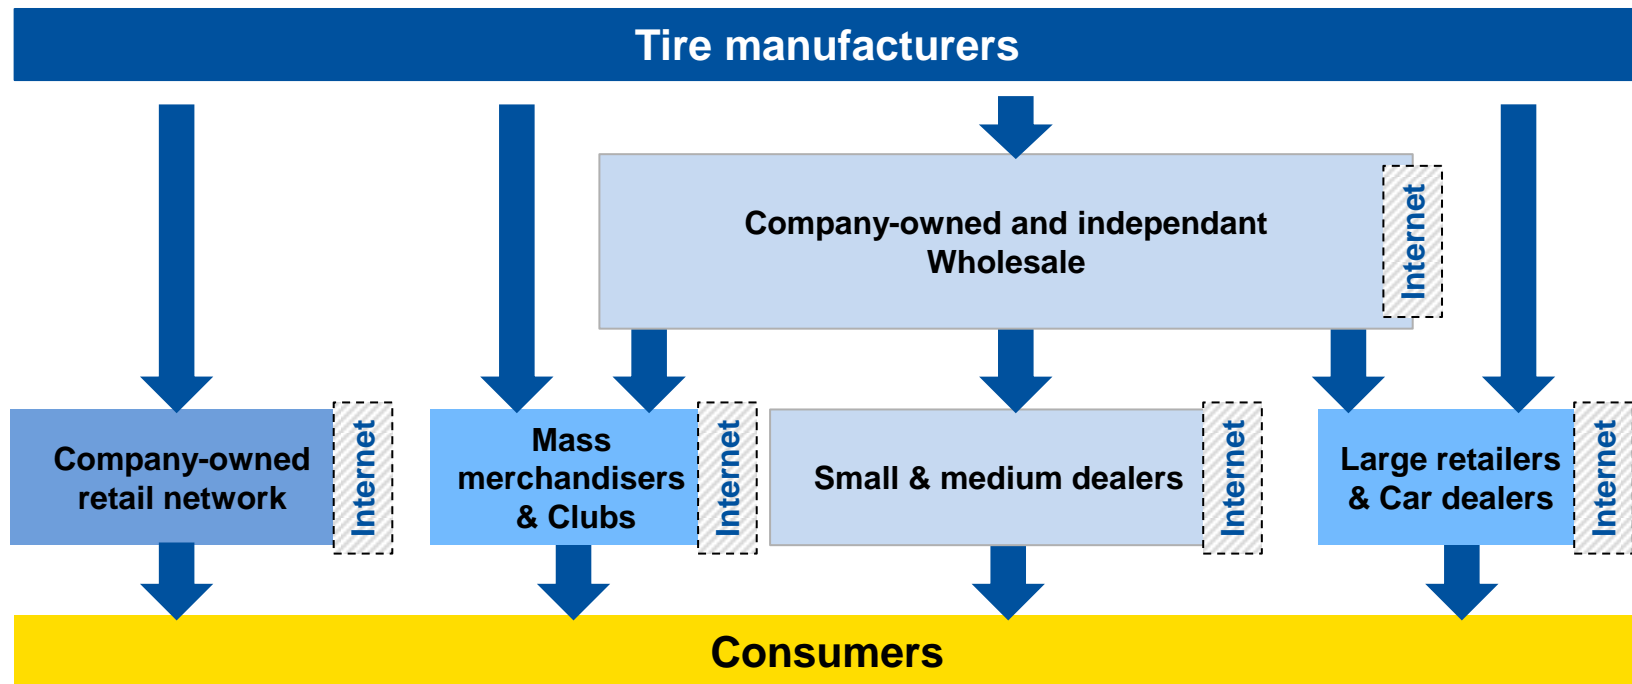 Tire manufacturers
Company-owned and independant
Wholesale
Internet
Company-owned
retail network
Internet
Mass
merchandisers
& Clubs
Internet
Small & medium dealers
Internet
Large retailers
& Car dealers
Internet
Consumers